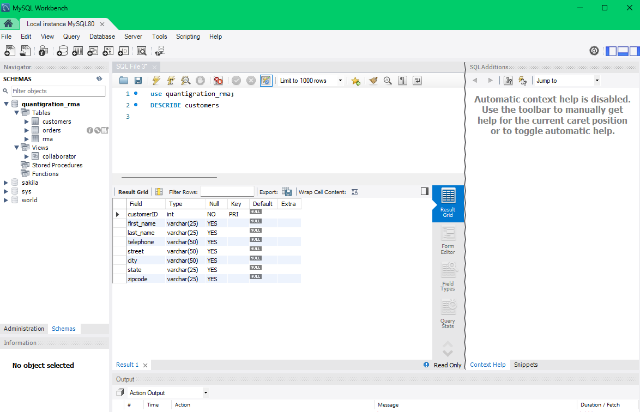 MySQL Workbench
Local instance MySQL80
File Edit View Query Database Server Tools Scripting Help
Navigator
SCHEMAS
Filter objects
quantigration_rma
Tables
customers
orders
rma
Views
collaborator
Stored Procedures
Functions
sakila
sys
world
Administration Schemas
Information
No object selected
SQL File 3*
Limit to 1000 rows
1 use quantigration_rma;
2 DESCRIBE customers
3
Result Grid Filter Rows: Export: Wrap Cell Content:
Field Type Null Key Default Extra
customerID int NO PRI NULL
first_name varchar(25) YES NULL
last_name varchar(25) YES NULL
telephone varchar(50) YES NULL
street varchar(50) YES NULL
city varchar(50) YES NULL
state varchar(25) YES NULL
zipcode varchar(25) YES NULL
Result Grid
Form Editor
Field Types
Query Stats
Result 1
Read Only
Output
Action Output
# Time Action Message Duration / Fetch
SQL Additions
Jump to
Automatic context help is disabled.
Use the toolbar to manually get
help for the current caret position
or to toggle automatic help.
Context Help Snippets